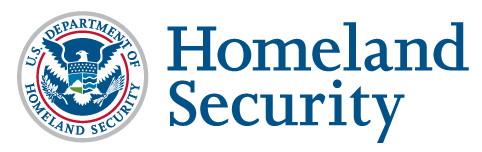 U.S. DEPARTMENT OF
HOMELAND SECURITY
Homeland
Security